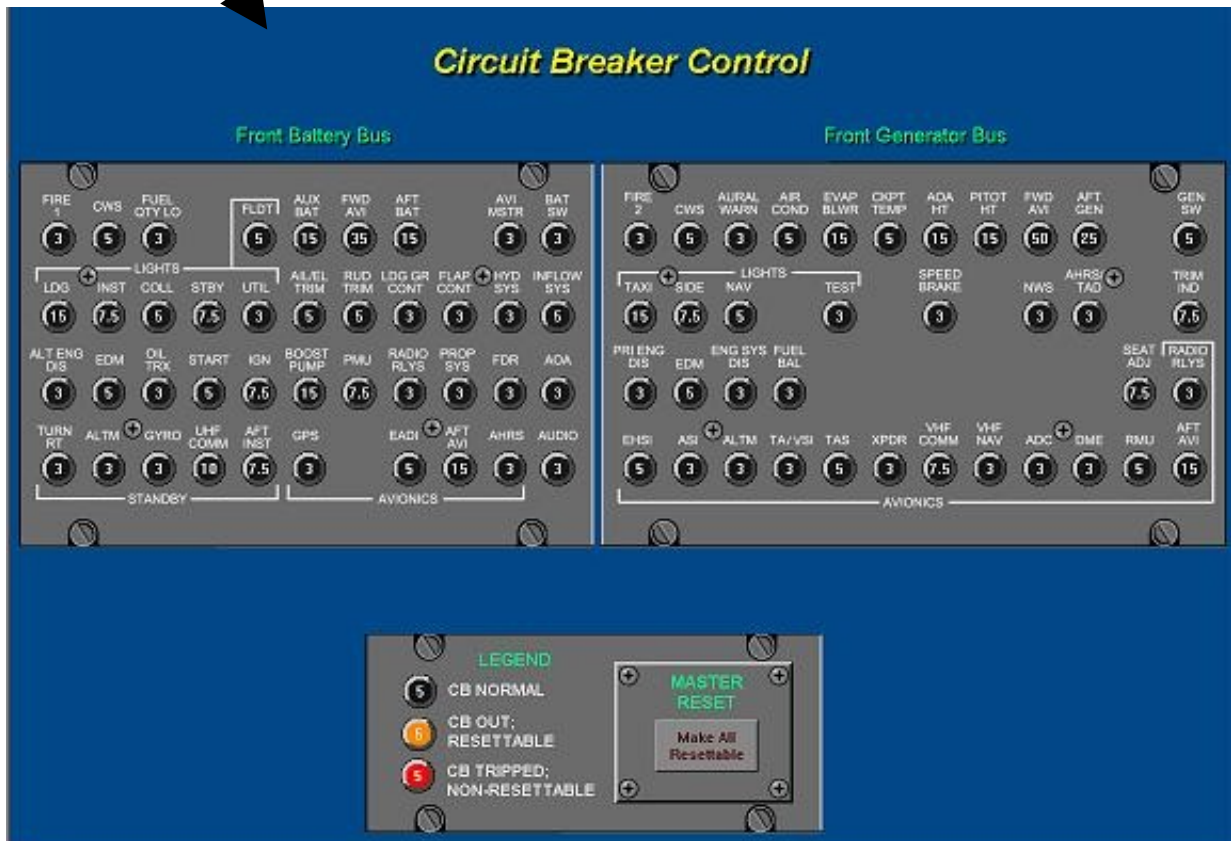 Circuit Breaker Control
Front Battery Bus
FIRE 1 CWS FUEL QTY LO FLDT AUX BAT FWD AVI AFT BAT AVI MSTR BAT SW
3 5 3 5 15 35 15 3 3
LIGHTS
LDG INST COLL STBY UTIL AIL/EL TRIM RUD TRIM LDG GR CONT FLAP CONT HYD SYS INFLOW SYS
15 7.5 5 7.5 3 5 5 3 3 3 5
ALT ENG DIS EDM OIL TRX START IGN BOOST PUMP PMU RADIO RLYS PROP SYS FDR AOA
3 5 3 5 7.5 15 7.5 3 3 3 3
TURN RT ALTM GYRO UHF COMM AFT INST GPS EADI AFT AVI AHRS AUDIO
3 3 3 10 7.5 3 5 15 3 3
STANDBY AVIONICS
Front Generator Bus
FIRE 2 CWS AURAL WARN AIR COND EVAP BLWR CKPT TEMP AOA HT PITOT HT FWD AVI AFT GEN GEN SW
3 5 3 5 15 5 15 15 50 25 5
LIGHTS
TAXI SIDE NAV TEST SPEED BRAKE NWS AHRS/ TAD TRIM IND
15 7.5 5 3 3 3 3 7.5
PRI ENG DIS EDM ENG SYS DIS FUEL BAL SEAT ADJ RADIO RLYS
3 5 3 3 7.5 3
EHSI ASI ALTM TA/VSI TAS XPDR VHF COMM VHF NAV ADC DME RMU AFT AVI
5 3 3 3 5 3 7.5 3 3 3 5 15
AVIONICS
LEGEND
5 CB NORMAL
5 CB OUT;
RESETTABLE
5 CB TRIPPED;
NON-RESETTABLE
MASTER
RESET
Make All
Resettable